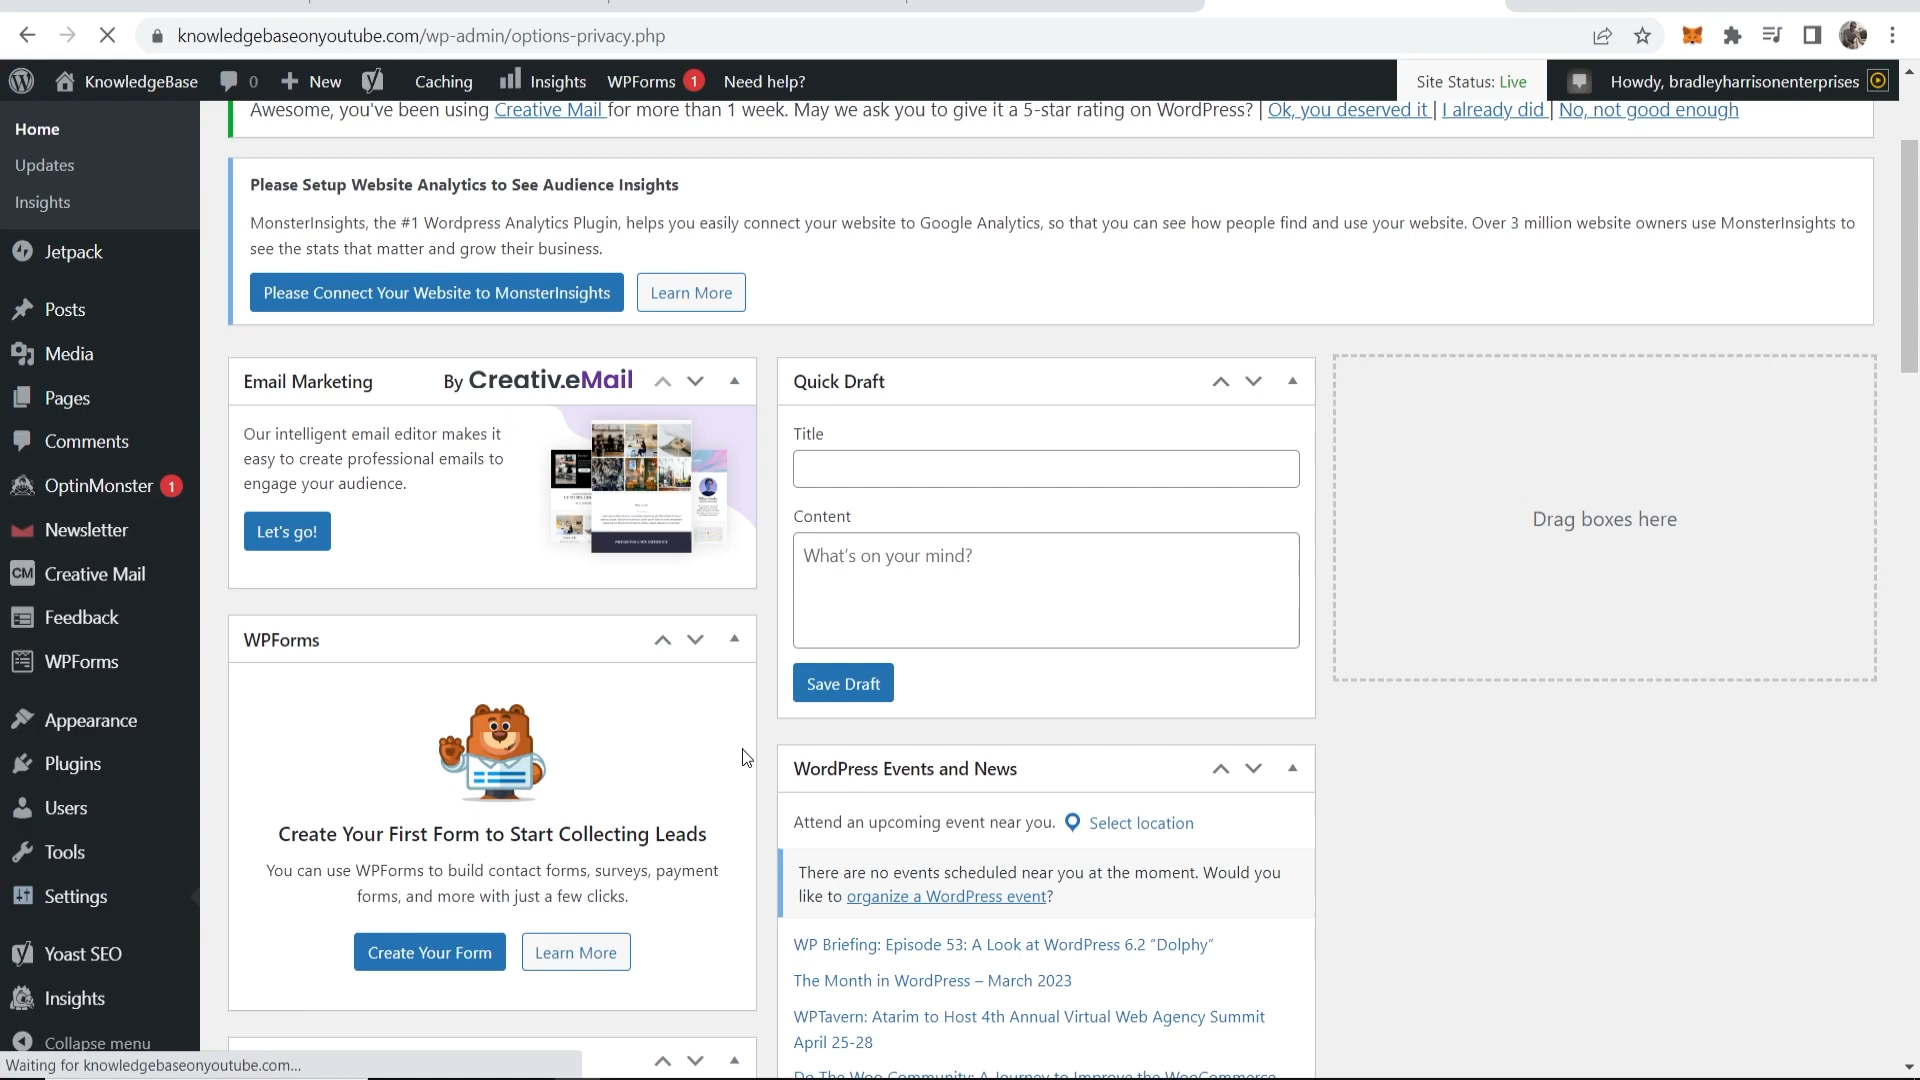 knowledgebaseonyoutube.com/wp-admin/options-privacy.php
KnowledgeBase 0 New Caching Insights WPForms 1 Need help? Site Status: Live Howdy, bradleyharrisonenterprises
Awesome, you've been using Creative Mail for more than 1 week. May we ask you to give it a 5-star rating on WordPress? | Ok, you deserved it | I already did | No, not good enough
Home
Updates
Insights
Jetpack
Posts
Media
Pages
Comments
OptinMonster 1
Newsletter
CM Creative Mail
Feedback
WPForms
Appearance
Plugins
Users
Tools
Settings
Yoast SEO
Insights
Collapse menu
Please Setup Website Analytics to See Audience Insights
MonsterInsights, the #1 Wordpress Analytics Plugin, helps you easily connect your website to Google Analytics, so that you can see how people find and use your website. Over 3 million website owners use MonsterInsights to
see the stats that matter and grow their business.
Please Connect Your Website to MonsterInsights Learn More
Email Marketing By Creativ.eMail
Our intelligent email editor makes it
easy to create professional emails to
engage your audience.
Let's go!
WPForms
Create Your First Form to Start Collecting Leads
You can use WPForms to build contact forms, surveys, payment
forms, and more with just a few clicks.
Create Your Form Learn More
Quick Draft
Title
Content
What's on your mind?
Save Draft
WordPress Events and News
Attend an upcoming event near you. Select location
There are no events scheduled near you at the moment. Would you
like to organize a WordPress event?
WP Briefing: Episode 53: A Look at WordPress 6.2 “Dolphy”
The Month in WordPress – March 2023
WPTavern: Atarim to Host 4th Annual Virtual Web Agency Summit
April 25-28
Do The Woo Community: A Journey to Improve the WooCommerce
Drag boxes here
Waiting for knowledgebaseonyoutube.com...